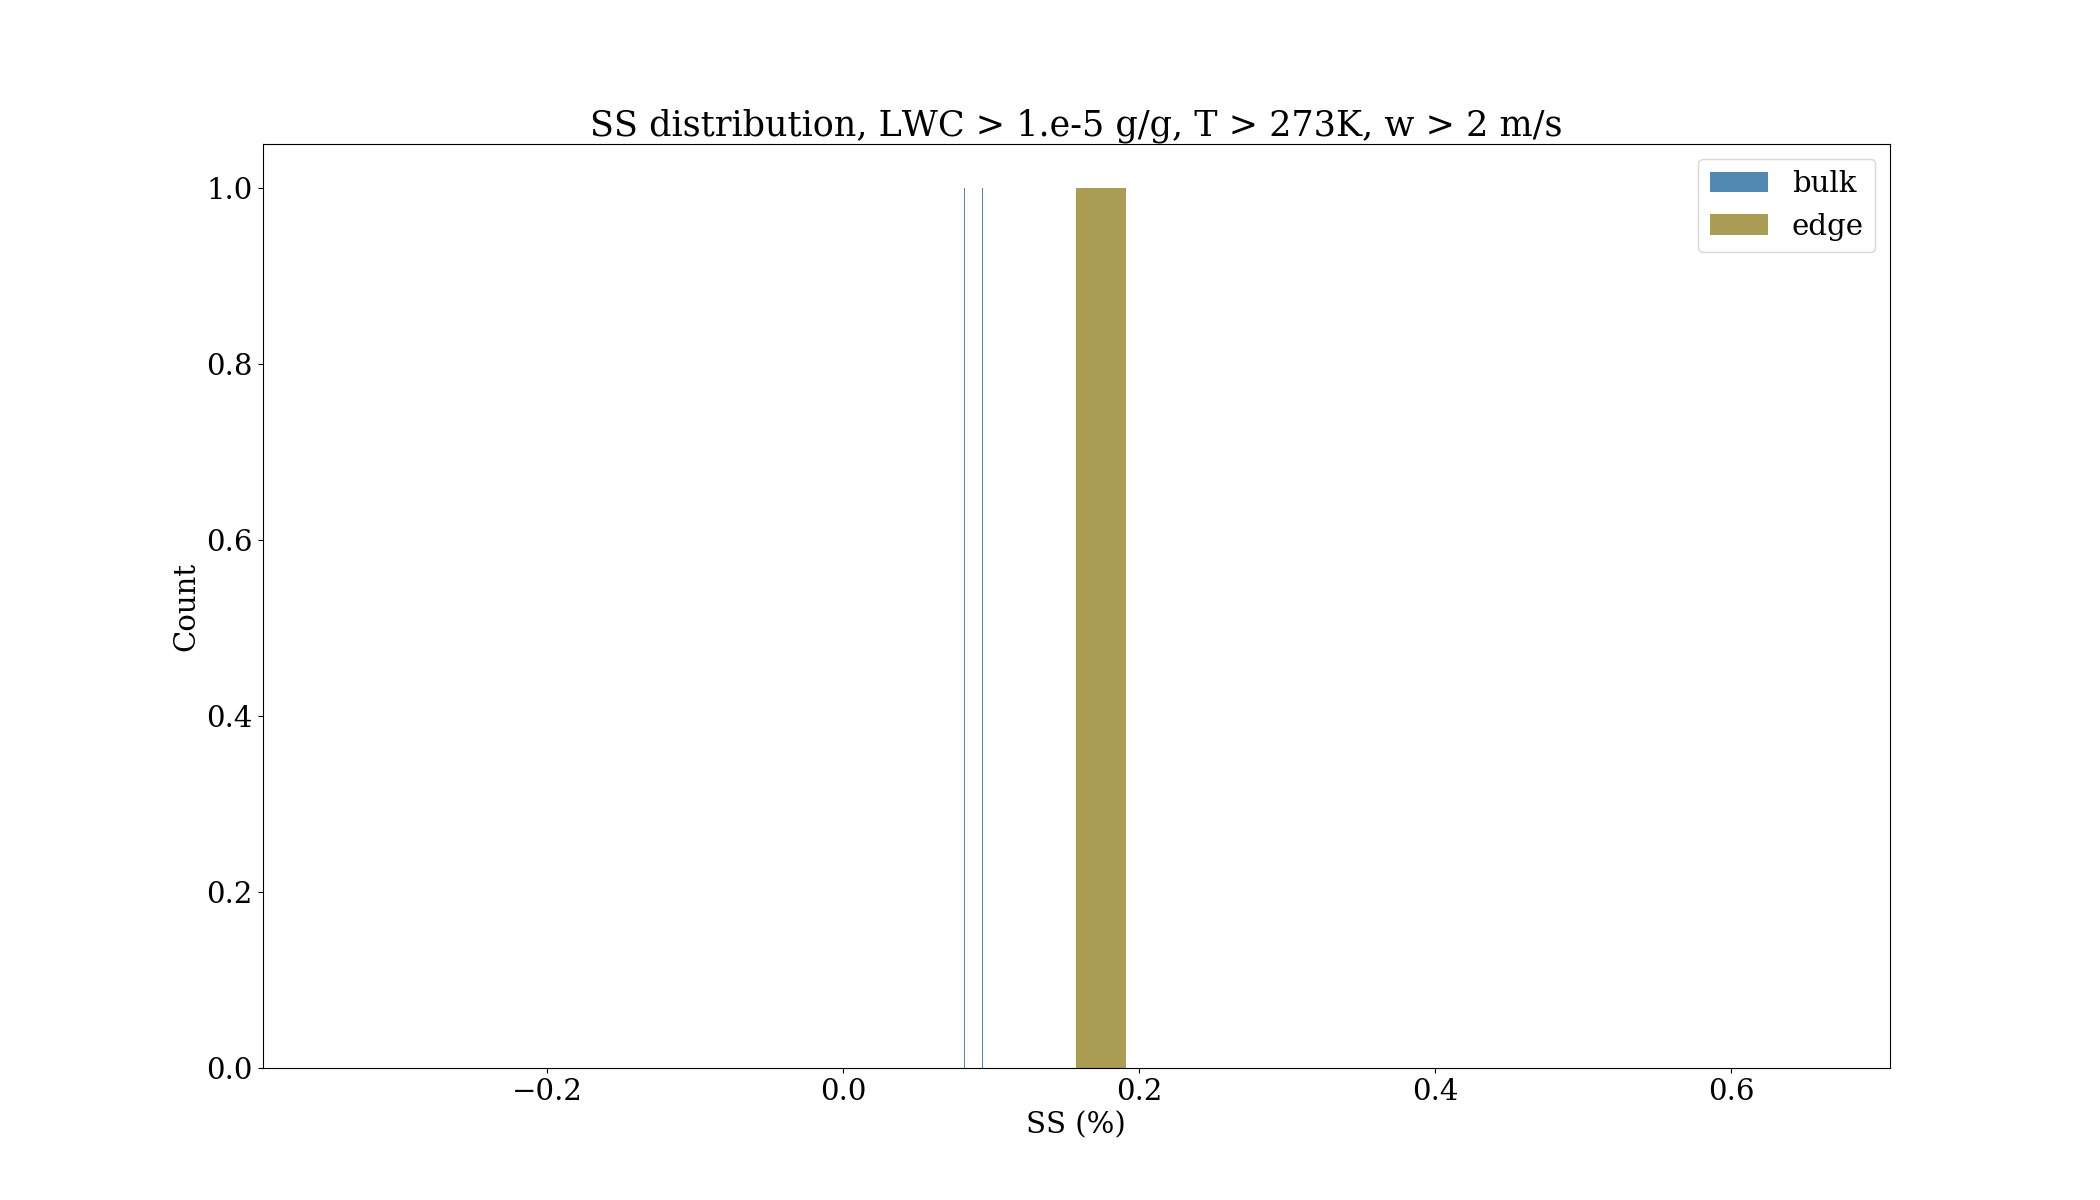 SS distribution, LWC > 1.e-5 g/g, T > 273K, w > 2 m/s
bulk
edge
1.0
0.8
0.6
0.4
0.2
0.0
Count
−0.2 0.0 0.2 0.4 0.6
SS (%)